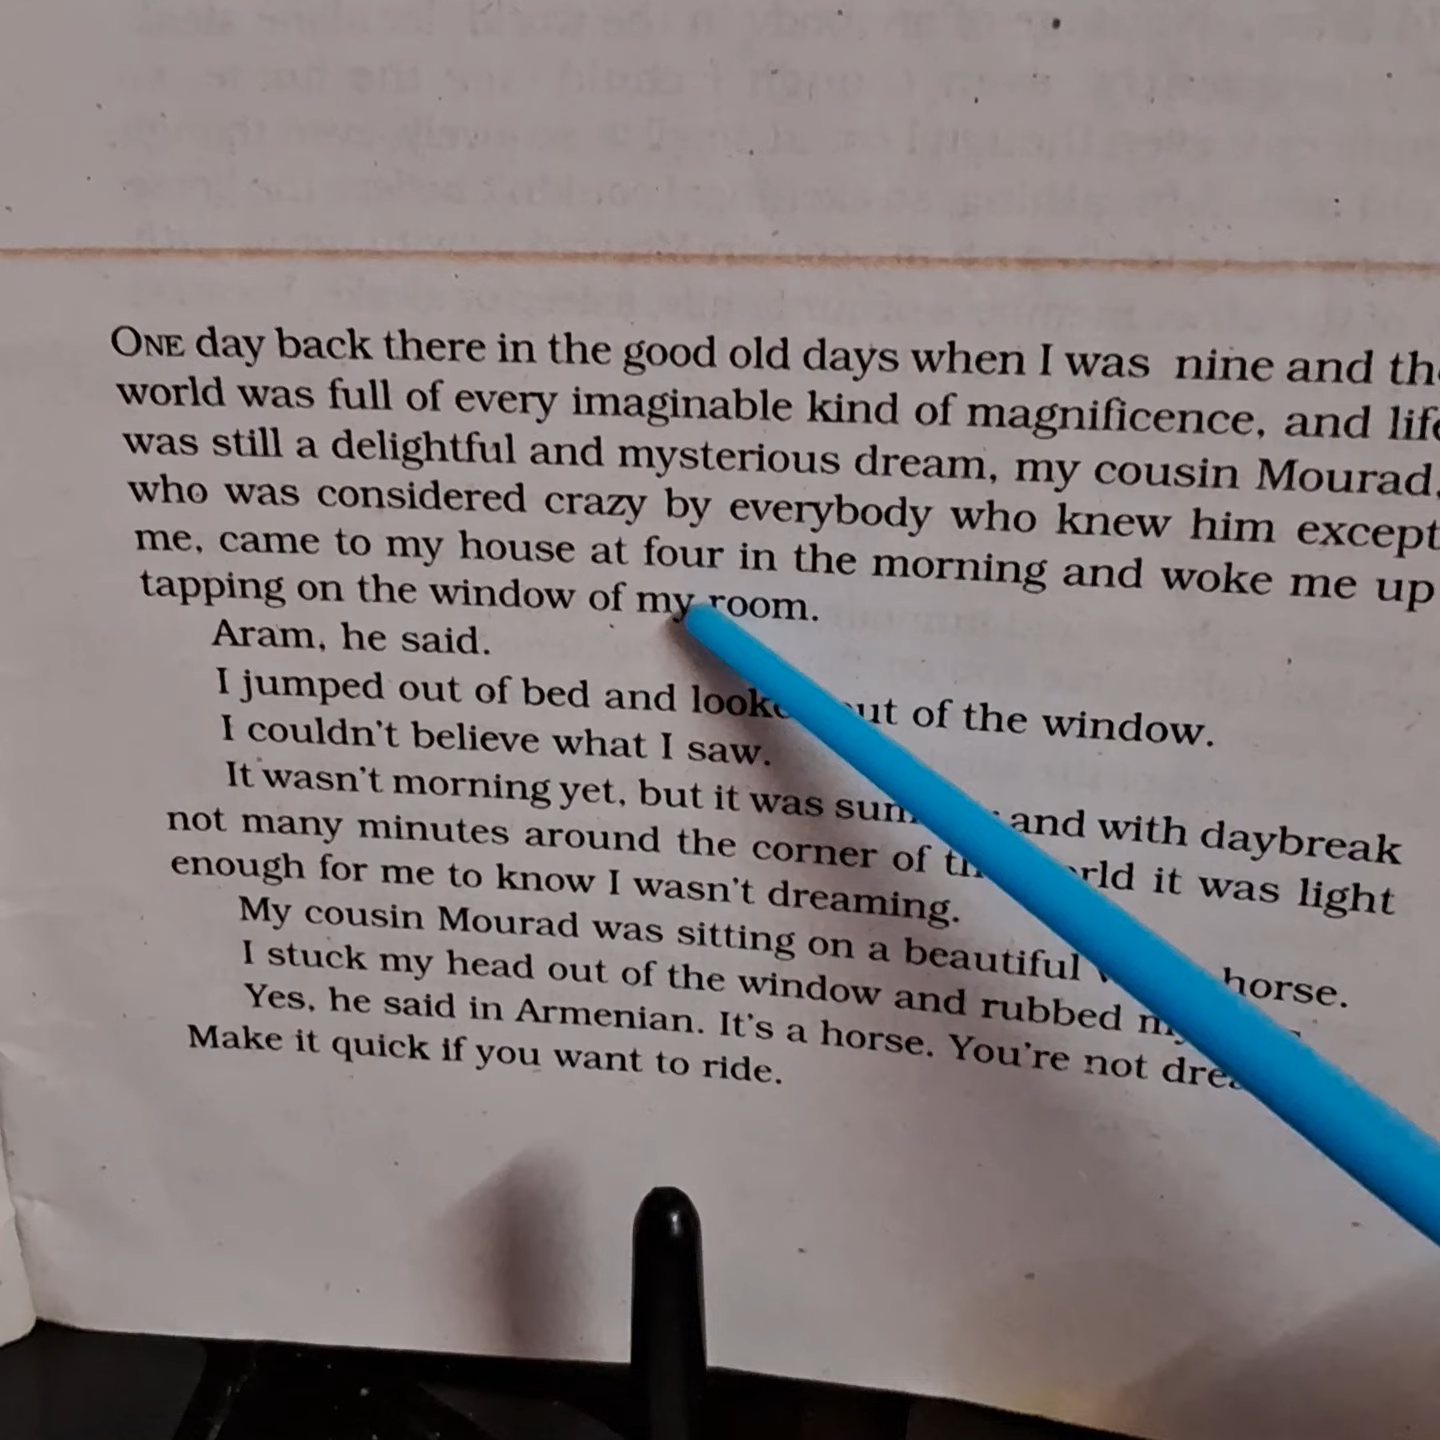 ONE day back there in the good old days when I was nine and the
world was full of every imaginable kind of magnificence, and life
was still a delightful and mysterious dream, my cousin Mourad,
who was considered crazy by everybody who knew him except
me, came to my house at four in the morning and woke me up
tapping on the window of my room.
Aram, he said.
I jumped out of bed and looked out of the window.
I couldn't believe what I saw.
It wasn't morning yet, but it was and with daybreak
not many minutes around the corner of the world it was light
enough for me to know I wasn't dreaming.
My cousin Mourad was sitting on a beautiful horse.
I stuck my head out of the window and rubbed my
Yes, he said in Armenian. It's a horse. You're not
Make it quick if you want to ride.